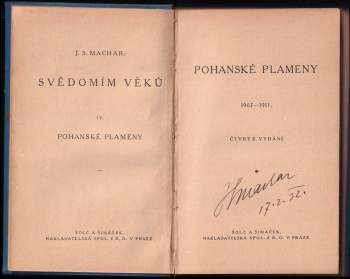 J. S. MACHAR:
SVĚDOMÍM VĚKŮ
IV:
POHANSKÉ PLAMENY
ŠOLC A ŠIMÁČEK,
NAKLADATELSKÁ SPOL. S R. O. V PRAZE
POHANSKÉ PLAMENY
1907–1911.
ČTVRTÉ VYDÁNÍ
JSMachar
17. 2. 32.
ŠOLC A ŠIMÁČEK,
NAKLADATELSKÁ SPOL. S R. O. V PRAZE